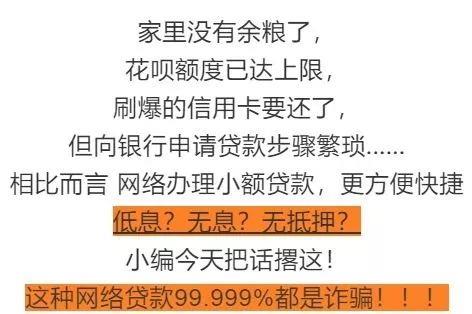 家里没有余粮了，
花呗额度已达上限，
刷爆的信用卡要还了，
但向银行申请贷款步骤繁琐……
相比而言 网络办理小额贷款，更方便快捷
低息？无息？无抵押？
小编今天把话撂这！
这种网络贷款99.999%都是诈骗！！！